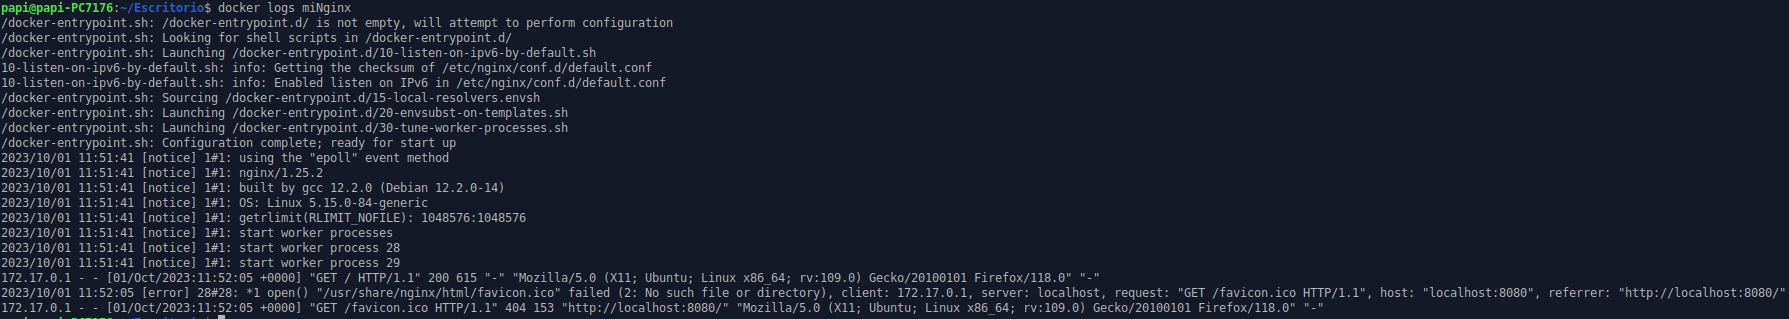 papi@papi-PC7176:~/Escritorio$ docker logs miNginx
/docker-entrypoint.sh: /docker-entrypoint.d/ is not empty, will attempt to perform configuration
/docker-entrypoint.sh: Looking for shell scripts in /docker-entrypoint.d/
/docker-entrypoint.sh: Launching /docker-entrypoint.d/10-listen-on-ipv6-by-default.sh
10-listen-on-ipv6-by-default.sh: info: Getting the checksum of /etc/nginx/conf.d/default.conf
10-listen-on-ipv6-by-default.sh: info: Enabled listen on IPv6 in /etc/nginx/conf.d/default.conf
/docker-entrypoint.sh: Sourcing /docker-entrypoint.d/15-local-resolvers.envsh
/docker-entrypoint.sh: Launching /docker-entrypoint.d/20-envsubst-on-templates.sh
/docker-entrypoint.sh: Launching /docker-entrypoint.d/30-tune-worker-processes.sh
/docker-entrypoint.sh: Configuration complete; ready for start up
2023/10/01 11:51:41 [notice] 1#1: using the "epoll" event method
2023/10/01 11:51:41 [notice] 1#1: nginx/1.25.2
2023/10/01 11:51:41 [notice] 1#1: built by gcc 12.2.0 (Debian 12.2.0-14)
2023/10/01 11:51:41 [notice] 1#1: OS: Linux 5.15.0-84-generic
2023/10/01 11:51:41 [notice] 1#1: getrlimit(RLIMIT_NOFILE): 1048576:1048576
2023/10/01 11:51:41 [notice] 1#1: start worker processes
2023/10/01 11:51:41 [notice] 1#1: start worker process 28
2023/10/01 11:51:41 [notice] 1#1: start worker process 29
172.17.0.1 - - [01/Oct/2023:11:52:05 +0000] "GET / HTTP/1.1" 200 615 "-" "Mozilla/5.0 (X11; Ubuntu; Linux x86_64; rv:109.0) Gecko/20100101 Firefox/118.0" "-"
2023/10/01 11:52:05 [error] 28#28: *1 open() "/usr/share/nginx/html/favicon.ico" failed (2: No such file or directory), client: 172.17.0.1, server: localhost, request: "GET /favicon.ico HTTP/1.1", host: "localhost:8080", referrer: "http://localhost:8080/"
172.17.0.1 - - [01/Oct/2023:11:52:05 +0000] "GET /favicon.ico HTTP/1.1" 404 153 "http://localhost:8080/" "Mozilla/5.0 (X11; Ubuntu; Linux x86_64; rv:109.0) Gecko/20100101 Firefox/118.0" "-"